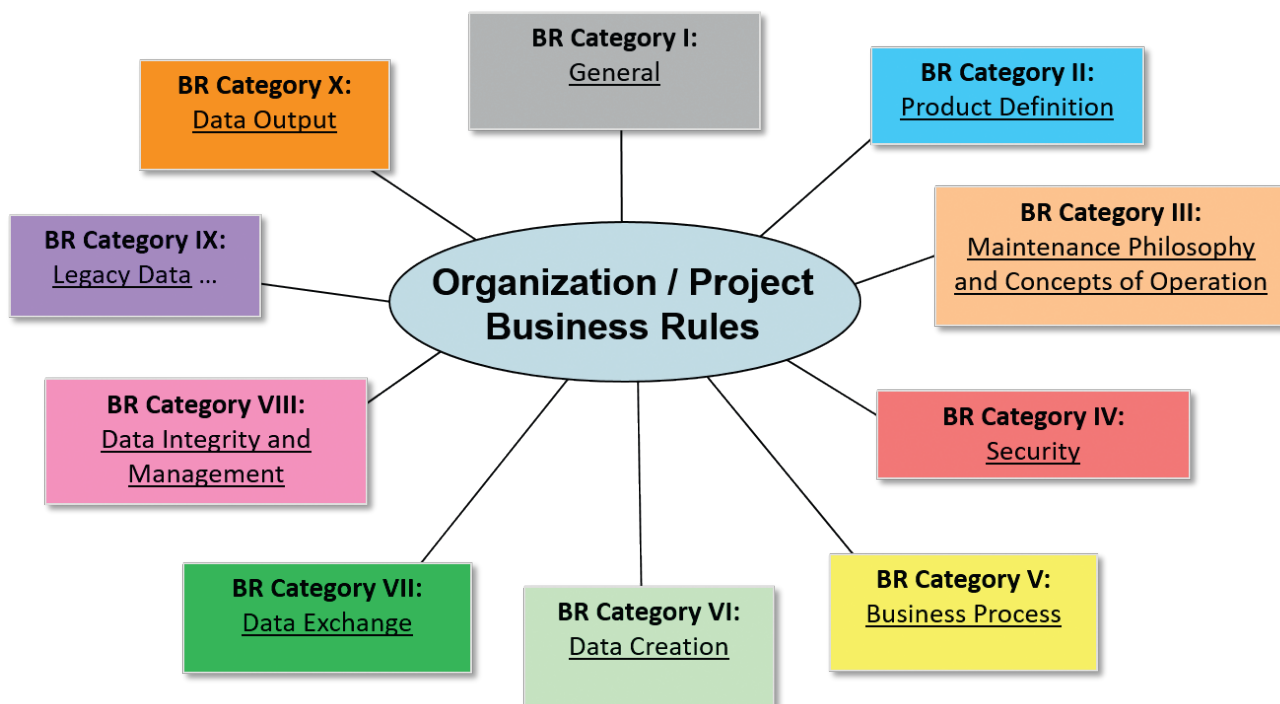 BR Category I:
General
BR Category II:
Product Definition
BR Category III:
Maintenance Philosophy
and Concepts of Operation
BR Category IV:
Security
BR Category V:
Business Process
BR Category VI:
Data Creation
BR Category VII:
Data Exchange
BR Category VIII:
Data Integrity and
Management
BR Category IX:
Legacy Data ...
BR Category X:
Data Output
Organization / Project
Business Rules